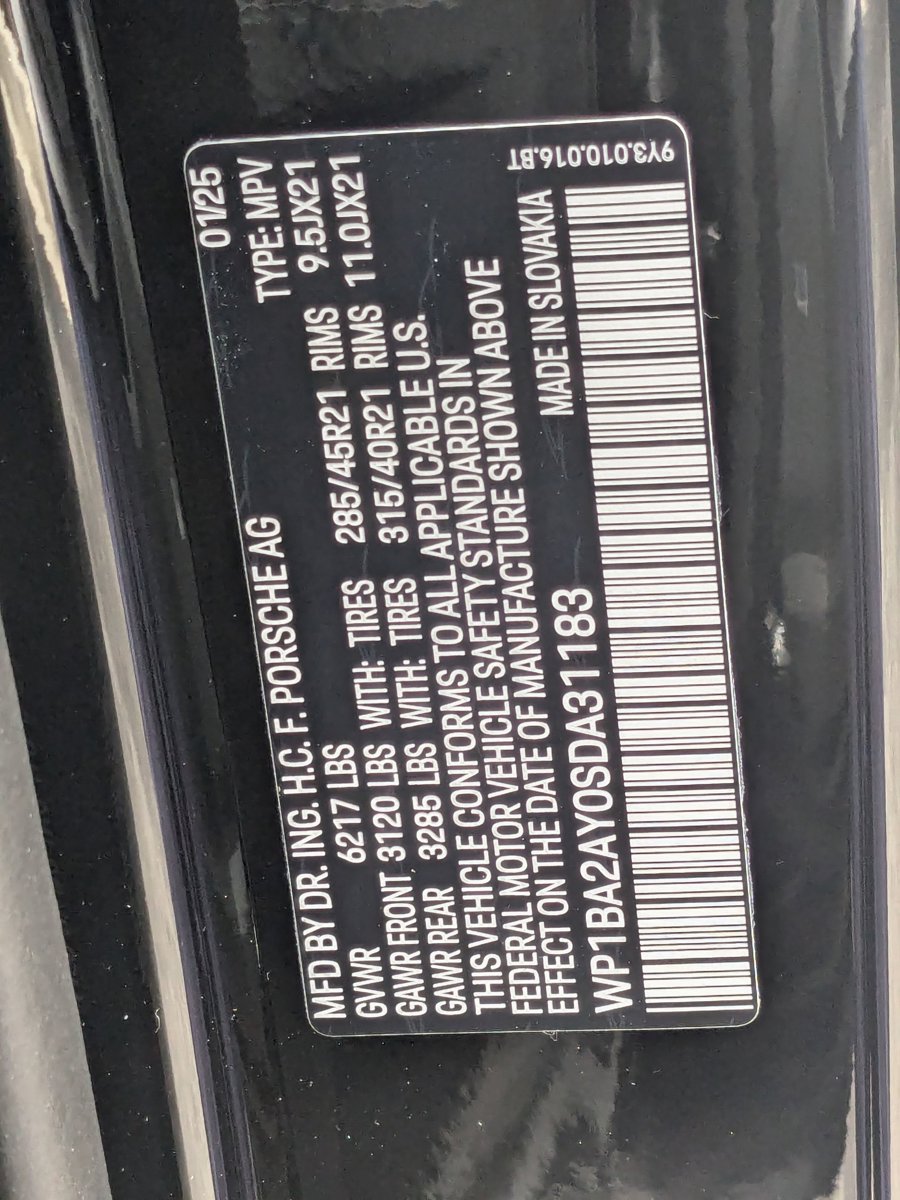 MFD BY DR. ING. H.C. F. PORSCHE AG 01/25
GVWR 6217 LBS TYPE: MPV
GAWR FRONT 3120 LBS WITH: TIRES 285/45R21 RIMS 9.5JX21
GAWR REAR 3285 LBS WITH: TIRES 315/40R21 RIMS 11.0JX21
THIS VEHICLE CONFORMS TO ALL APPLICABLE U.S.
FEDERAL MOTOR VEHICLE SAFETY STANDARDS IN
EFFECT ON THE DATE OF MANUFACTURE SHOWN ABOVE
WP1BA2AY0SDA31183 MADE IN SLOVAKIA
9Y3.010.016.BT